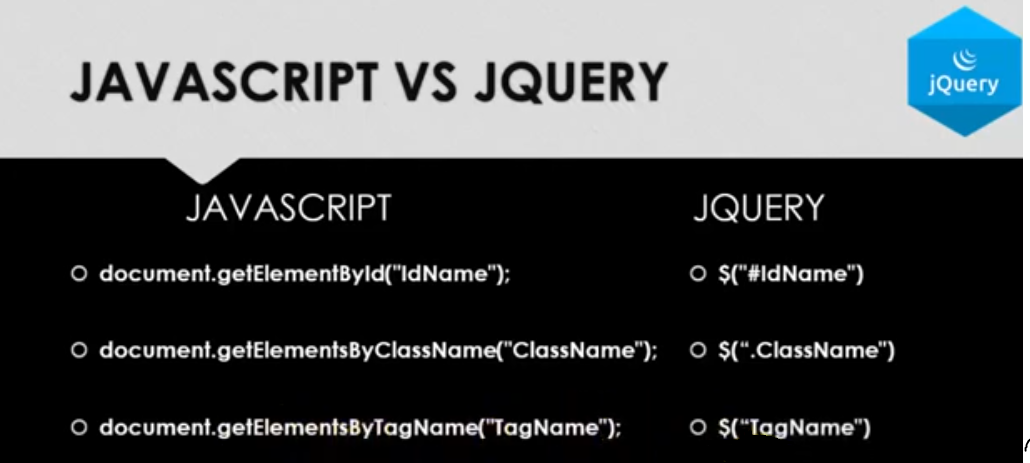 JAVASCRIPT VS JQUERY
jQuery
JAVASCRIPT
JQUERY
document.getElementById("IdName");
$("#IdName")
document.getElementsByClassName("ClassName");
$(“.ClassName")
document.getElementsByTagName("TagName");
$(“TagName")